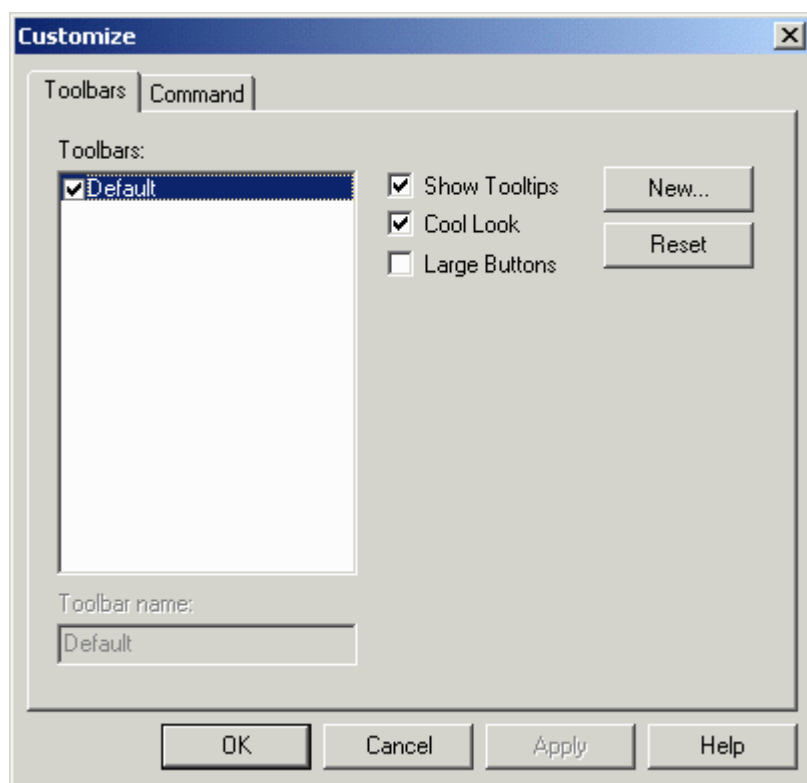 Customize
Toolbars
Command
Toolbars:
Default
Show Tooltips
Cool Look
Large Buttons
New...
Reset
Toolbar name:
Default
OK
Cancel
Apply
Help